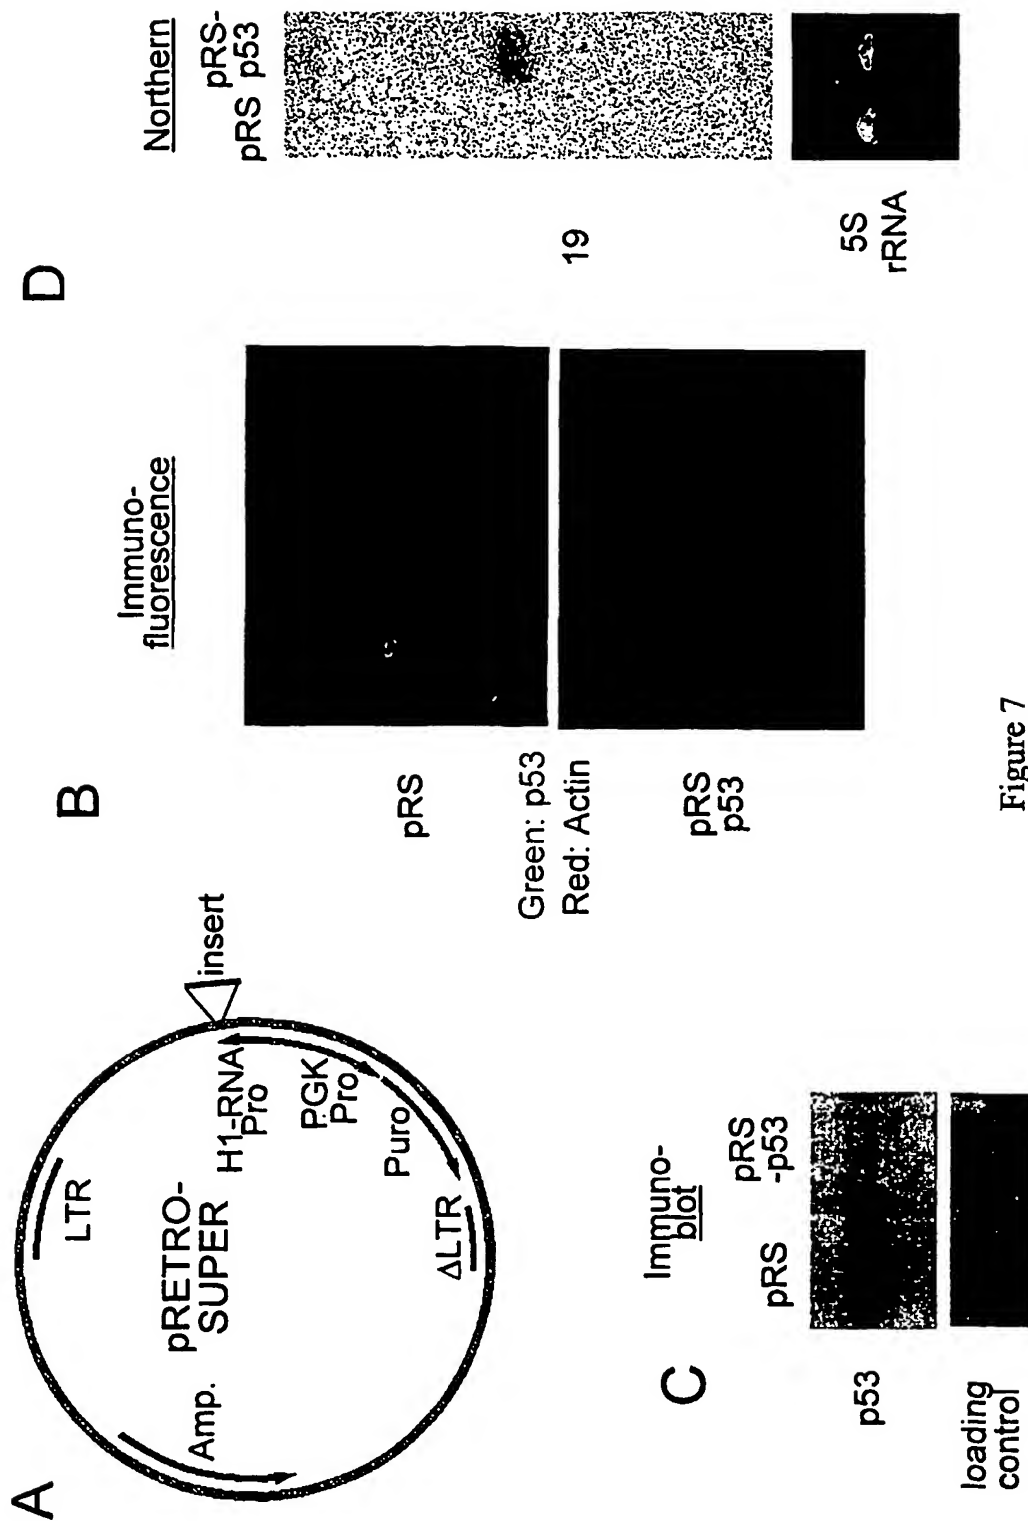 A
LTR
pRETRO-
SUPER
Amp.
H1-RNA
Pro
PGK
Pro
Puro
ΔLTR
insert
B
Immuno-
fluorescence
pRS
Green: p53
Red: Actin
pRS
p53
C
Immuno-
blot
pRS
pRS
-p53
p53
loading
control
D
Northern
pRS
pRS-
p53
19
5S
rRNA
Figure 7